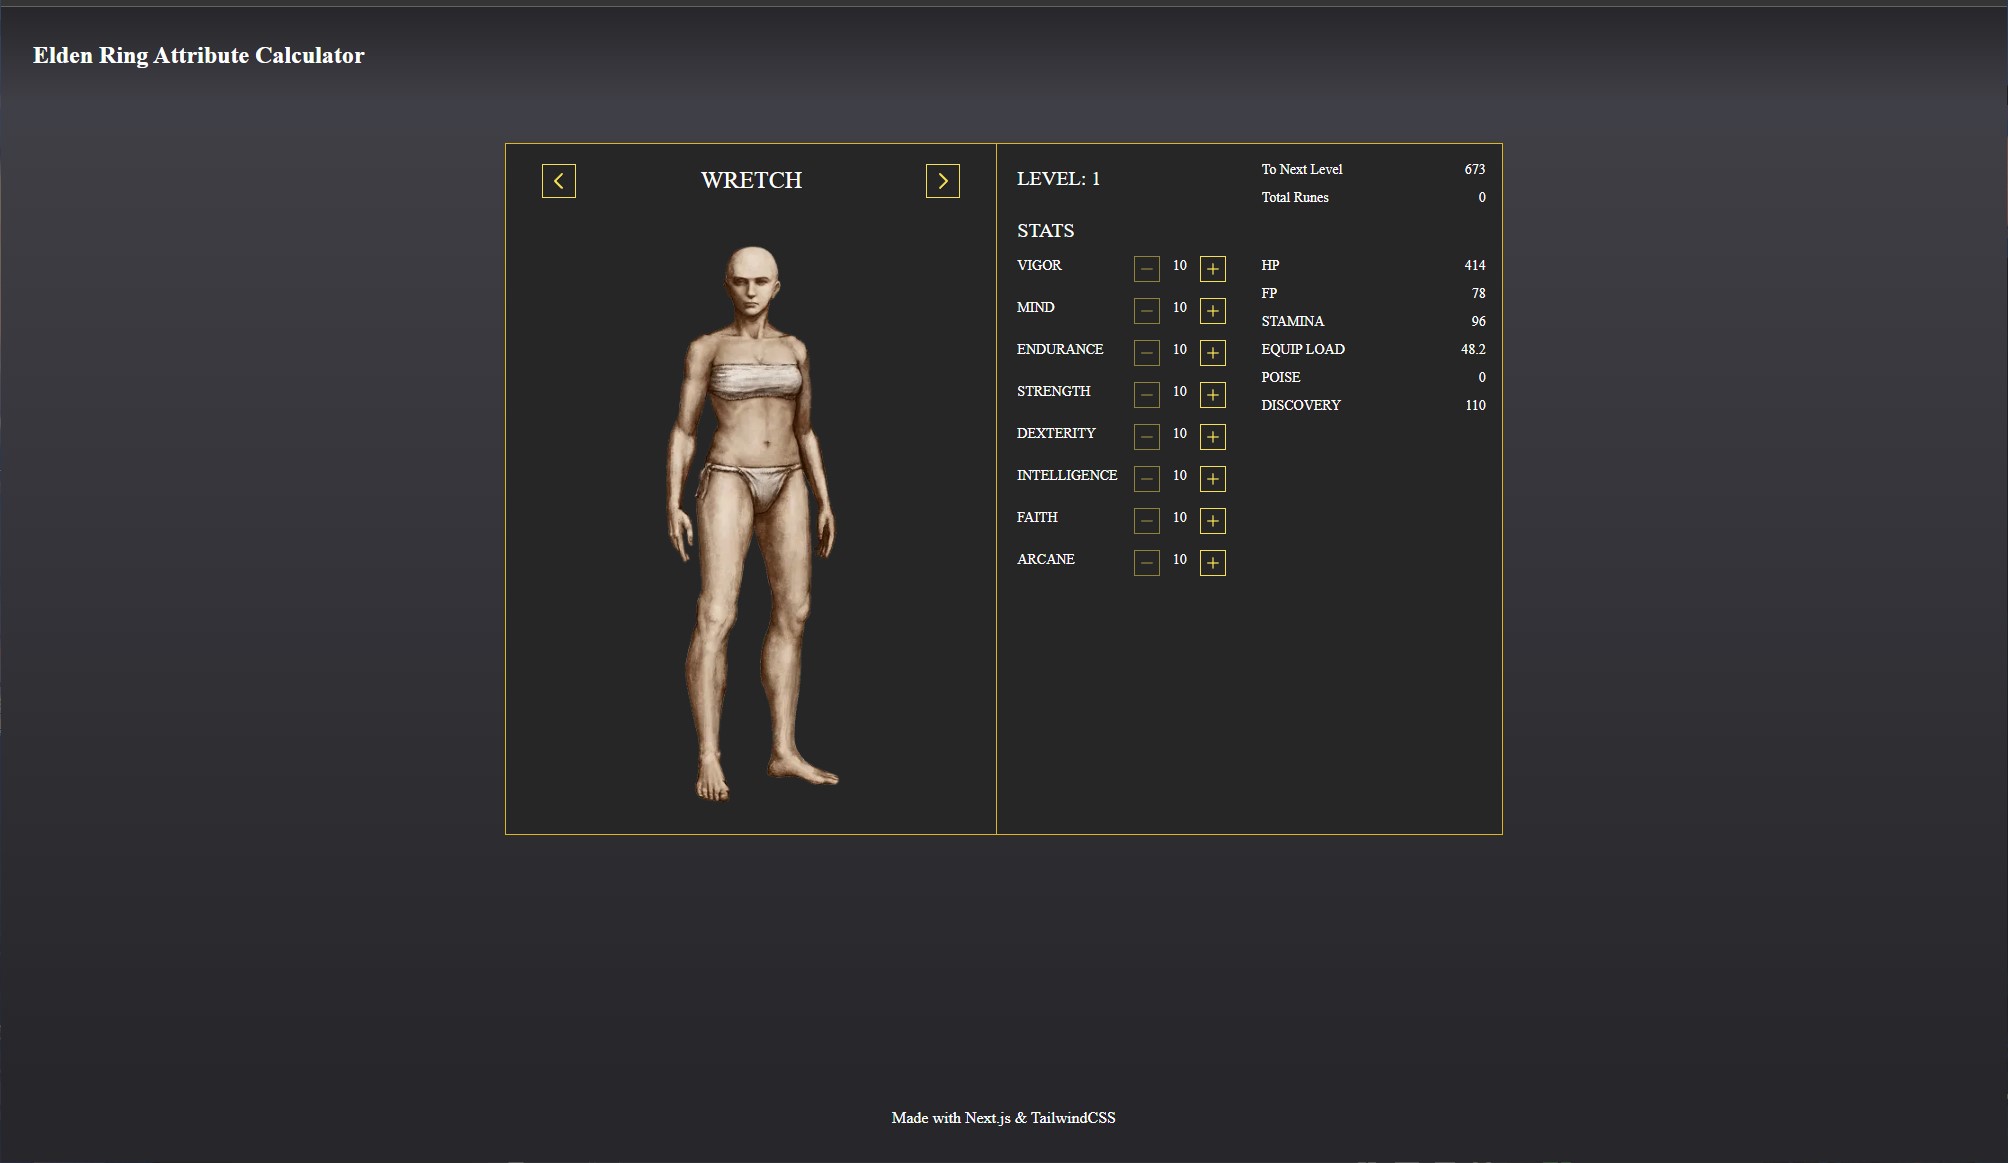 Elden Ring Attribute Calculator
WRETCH
LEVEL: 1
To Next Level 673
Total Runes 0
STATS
VIGOR 10
MIND 10
ENDURANCE 10
STRENGTH 10
DEXTERITY 10
INTELLIGENCE 10
FAITH 10
ARCANE 10
HP 414
FP 78
STAMINA 96
EQUIP LOAD 48.2
POISE 0
DISCOVERY 110
Made with Next.js & TailwindCSS